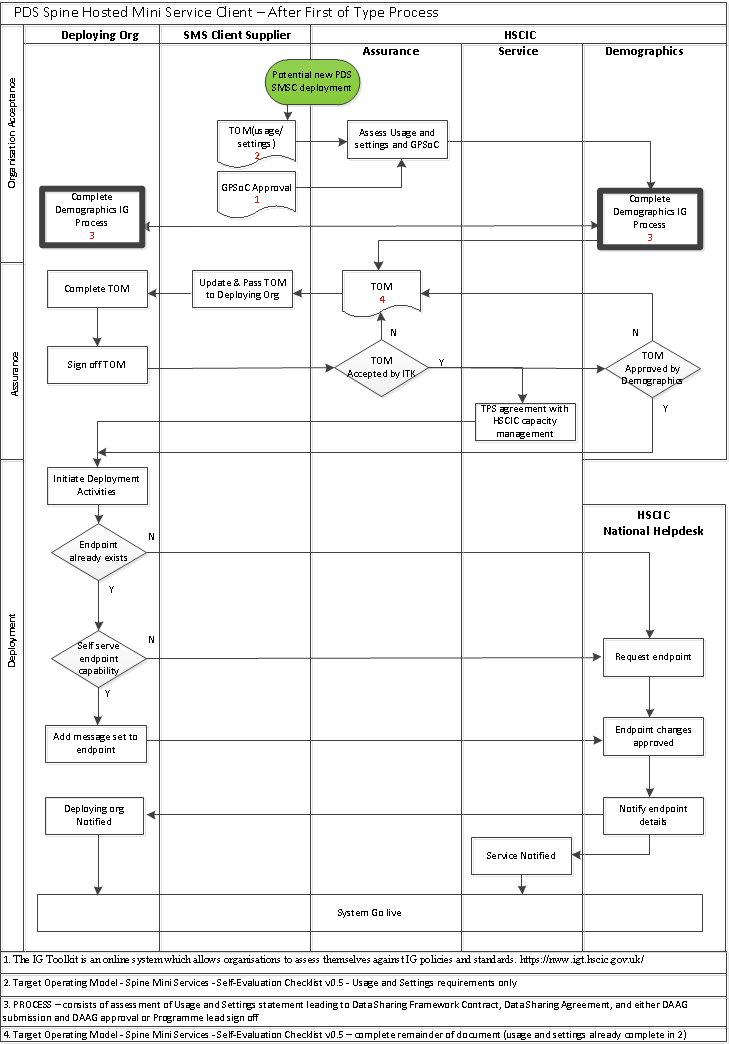 PDS Spine Hosted Mini Service Client – After First of Type Process
Deploying Org
SMS Client Supplier
HSCIC
Assurance
Service
Demographics
Organisation Acceptance
Potential new PDS
SMSC deployment
TOM(usage/
settings)
2
Assess Usage and
settings and GPSoC
GPSoC Approval
1
Complete
Demographics IG
Process
3
Complete
Demographics IG
Process
3
Assurance
Complete TOM
Update & Pass TOM
to Deploying Org
TOM
4
N
N
Sign off TOM
TOM
Accepted by ITK
Y
TOM
Approved by
Demographics
Y
TPS agreement with
HSCIC capacity
management
Deployment
Initiate Deployment
Activities
HSCIC
National Helpdesk
Endpoint
already exists
N
Y
Self serve
endpoint
capability
N
Y
Request endpoint
Add message set to
endpoint
Endpoint changes
approved
Deploying org
Notified
Notify endpoint
details
Service Notified
System Go live
1. The IG Toolkit is an online system which allows organisations to assess themselves against IG policies and standards. https://nww.igt.hscic.gov.uk/
2. Target Operating Model - Spine Mini Services - Self-Evaluation Checklist v0.5 - Usage and Settings requirements only
3. PROCESS – consists of assessment of Usage and Settings statement leading to Data Sharing Framework Contract, Data Sharing Agreement, and either DAAG
submission and DAAG approval or Programme lead sign off
4. Target Operating Model - Spine Mini Services - Self-Evaluation Checklist v0.5 – complete remainder of document (usage and settings already complete in 2)